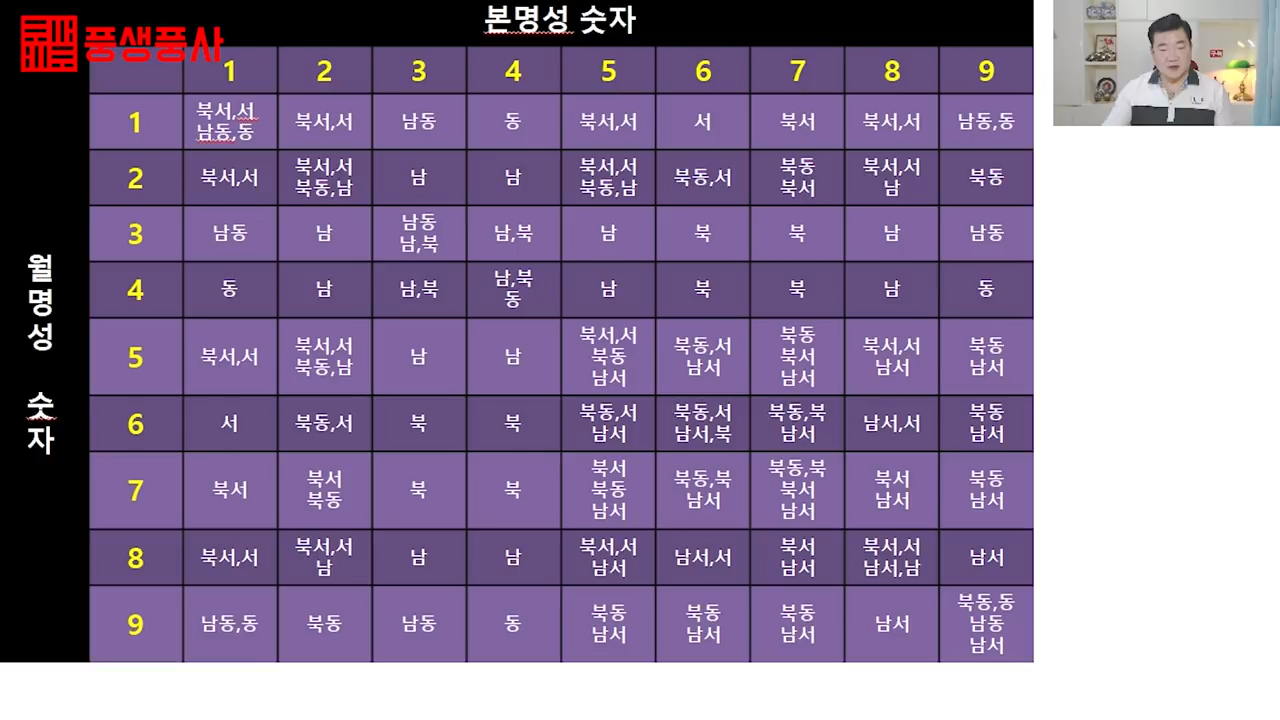 본명성 숫자
풍생풍사
1 2 3 4 5 6 7 8 9
월명성 숫자
1
북서,서
남동,동
북서,서
남동
동
북서,서
서
북서
북서,서
남동,동
2
북서,서
북서,서
북동,남
남
남
북서,서
북동,남
북동,서
북동
북서
북서,서
남
북동
3
남동
남
남동
남,북
남,북
남
북
북
남
남동
4
동
남
남,북
남,북
동
남
북
북
남
동
5
북서,서
북서,서
북동,남
남
남
북서,서
북동
남서
북동,서
남서
북동
북서
남서
북서,서
남서
북동
남서
6
서
북동,서
북
북
북동,서
남서
북동,서
남서,북
북동,북
남서
남서,서
북동
남서
7
북서
북서
북동
북
북
북서
북동
남서
북동,북
남서
북동,북
북서
남서
북서
남서
북동
남서
8
북서,서
북서,서
남
남
남
북서,서
남서
남서,서
북서
남서
북서,서
남서,남
남서
9
남동,동
북동
남동
동
북동
남서
북동
남서
북동
남서
남서
북동,동
남동
남서